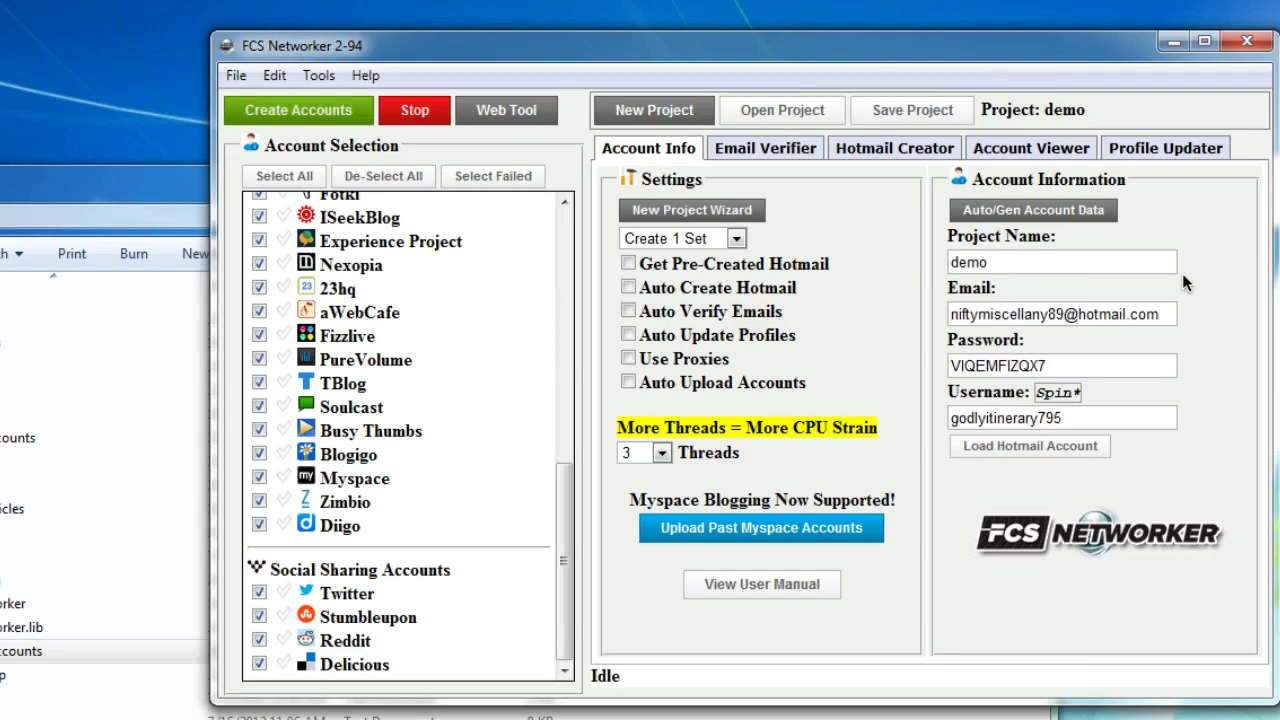 FCS Networker 2-94
File Edit Tools Help
Create Accounts Stop Web Tool
New Project Open Project Save Project Project: demo
Account Selection
Select All De-Select All Select Failed
Fotki
ISeekBlog
Experience Project
Nexopia
23 23hq
aWebCafe
Fizzlive
PureVolume
TBlog
Soulcast
Busy Thumbs
Blogigo
my Myspace
Zimbio
Diigo
Social Sharing Accounts
Twitter
Stumbleupon
Reddit
Delicious
Account Info Email Verifier Hotmail Creator Account Viewer Profile Updater
Settings
New Project Wizard
Create 1 Set
Get Pre-Created Hotmail
Auto Create Hotmail
Auto Verify Emails
Auto Update Profiles
Use Proxies
Auto Upload Accounts
More Threads = More CPU Strain
3 Threads
Myspace Blogging Now Supported!
Upload Past Myspace Accounts
View User Manual
Account Information
Auto/Gen Account Data
Project Name:
demo
Email:
niftymiscellany89@hotmail.com
Password:
VIQEMFIZQX7
Username: Spin*
godlyitinerary795
Load Hotmail Account
FCS NETWORKER
Idle
Print Burn New
counts
icles
rker
rker.lib
counts